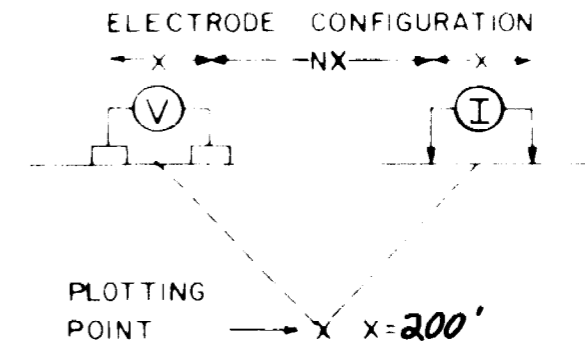 ELECTRODE CONFIGURATION
X NX X
V I
PLOTTING
POINT X X=200'